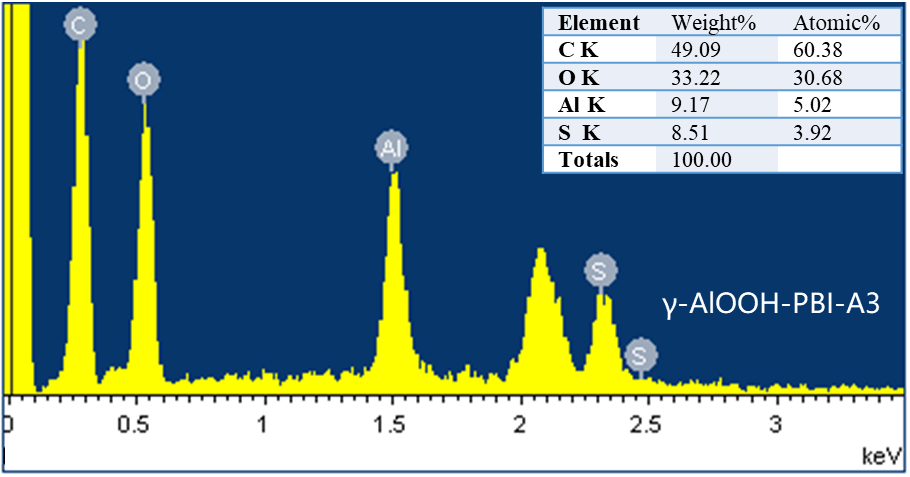 Element Weight% Atomic%
C K 49.09 60.38
O K 33.22 30.68
Al K 9.17 5.02
S K 8.51 3.92
Totals 100.00
C
O
Al
S
S
γ-AlOOH-PBI-A3
0 0.5 1 1.5 2 2.5 3
keV